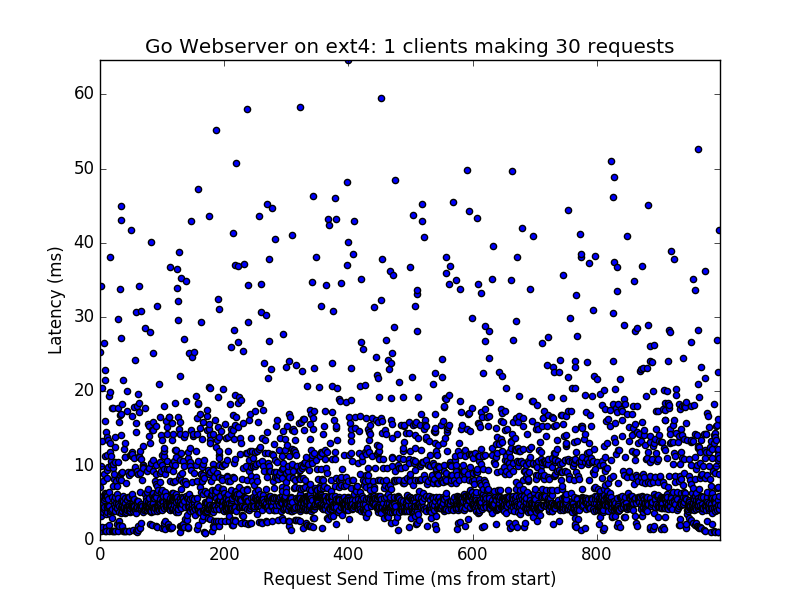 Go Webserver on ext4: 1 clients making 30 requests
Latency (ms)
60
50
40
30
20
10
0
0 200 400 600 800
Request Send Time (ms from start)